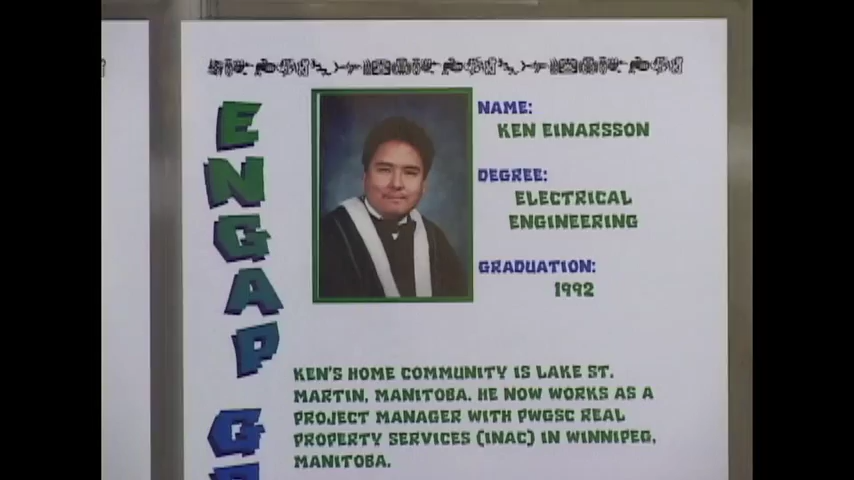 ENGAP
NAME:
KEN EINARSSON
DEGREE:
ELECTRICAL
ENGINEERING
GRADUATION:
1992
KEN'S HOME COMMUNITY IS LAKE ST.
MARTIN, MANITOBA. HE NOW WORKS AS A
PROJECT MANAGER WITH PWGSC REAL
PROPERTY SERVICES (INAC) IN WINNIPEG,
MANITOBA.